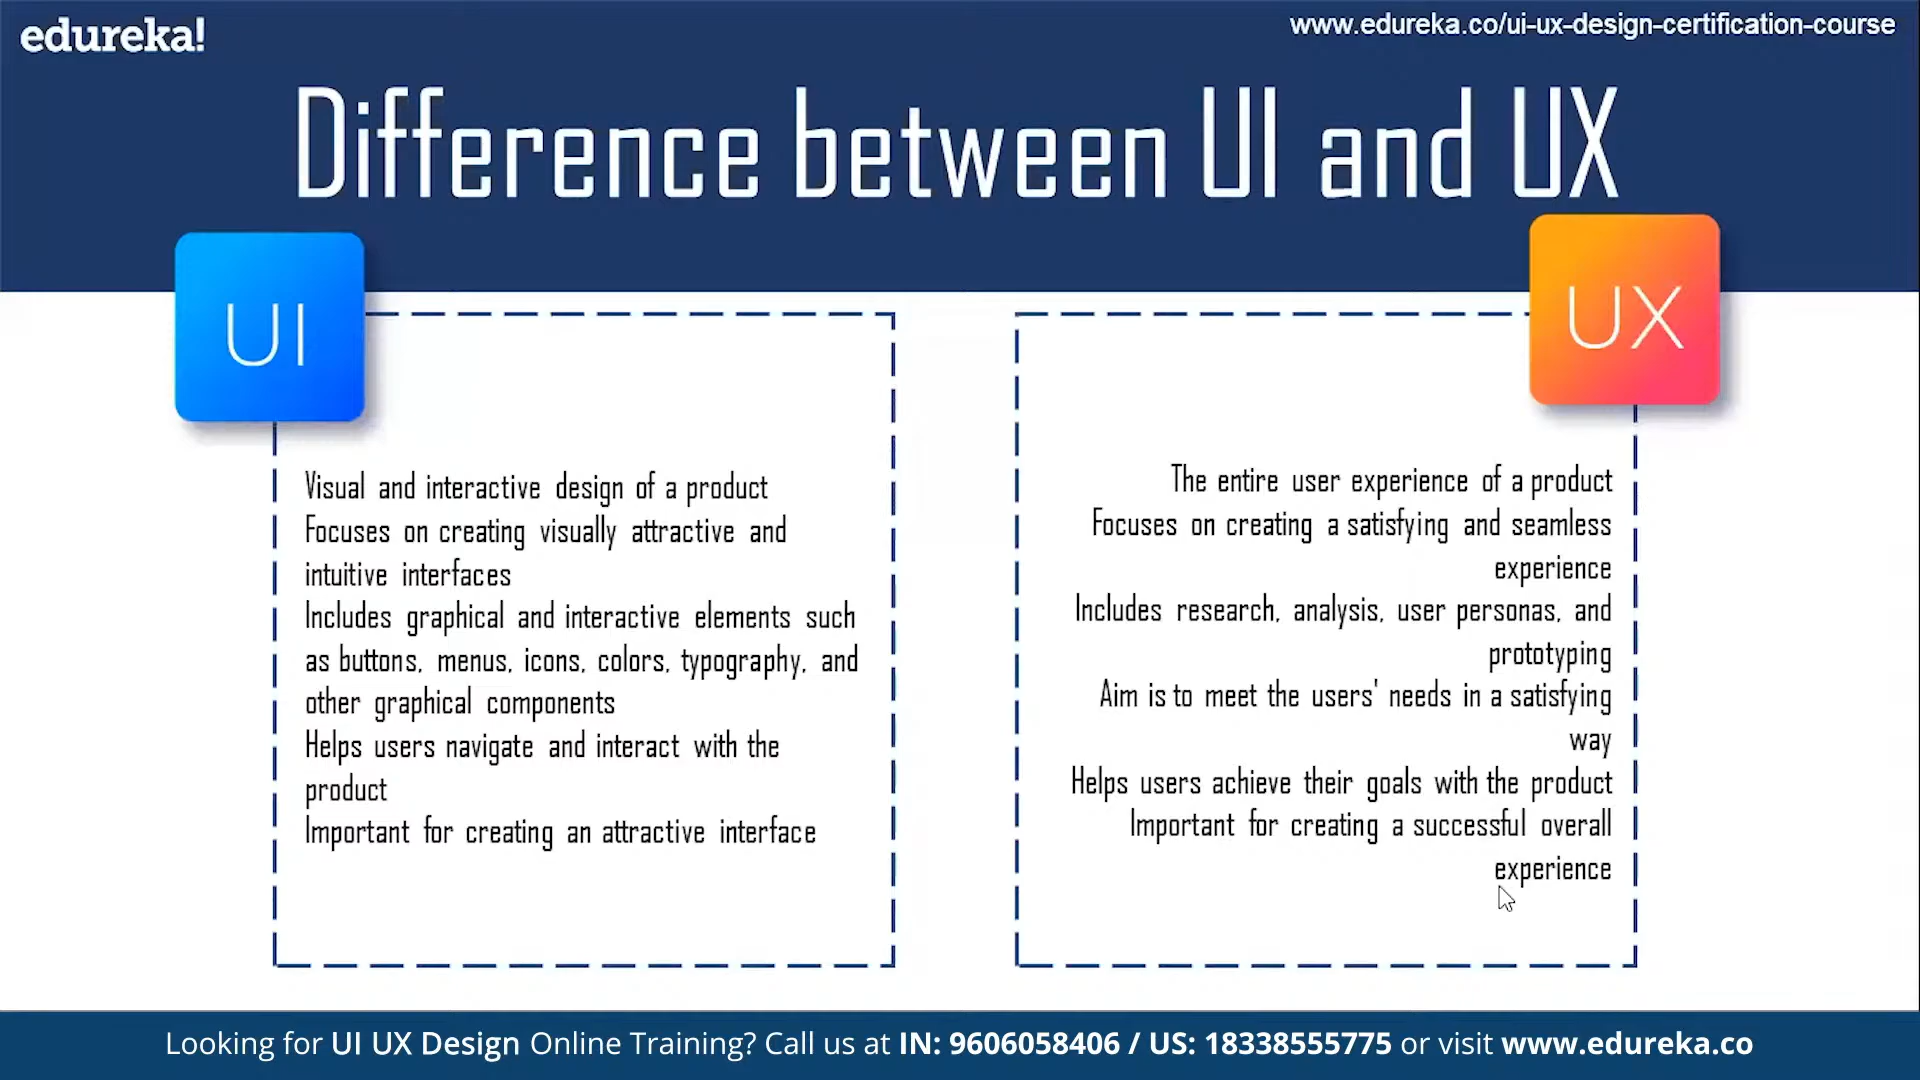 edureka!
www.edureka.co/ui-ux-design-certification-course
Difference between UI and UX
UI
UX
Visual and interactive design of a product
Focuses on creating visually attractive and
intuitive interfaces
Includes graphical and interactive elements such
as buttons, menus, icons, colors, typography, and
other graphical components
Helps users navigate and interact with the
product
Important for creating an attractive interface
The entire user experience of a product
Focuses on creating a satisfying and seamless
experience
Includes research, analysis, user personas, and
prototyping
Aim is to meet the users' needs in a satisfying
way
Helps users achieve their goals with the product
Important for creating a successful overall
experience
Looking for UI UX Design Online Training? Call us at IN: 9606058406 / US: 18338555775 or visit www.edureka.co